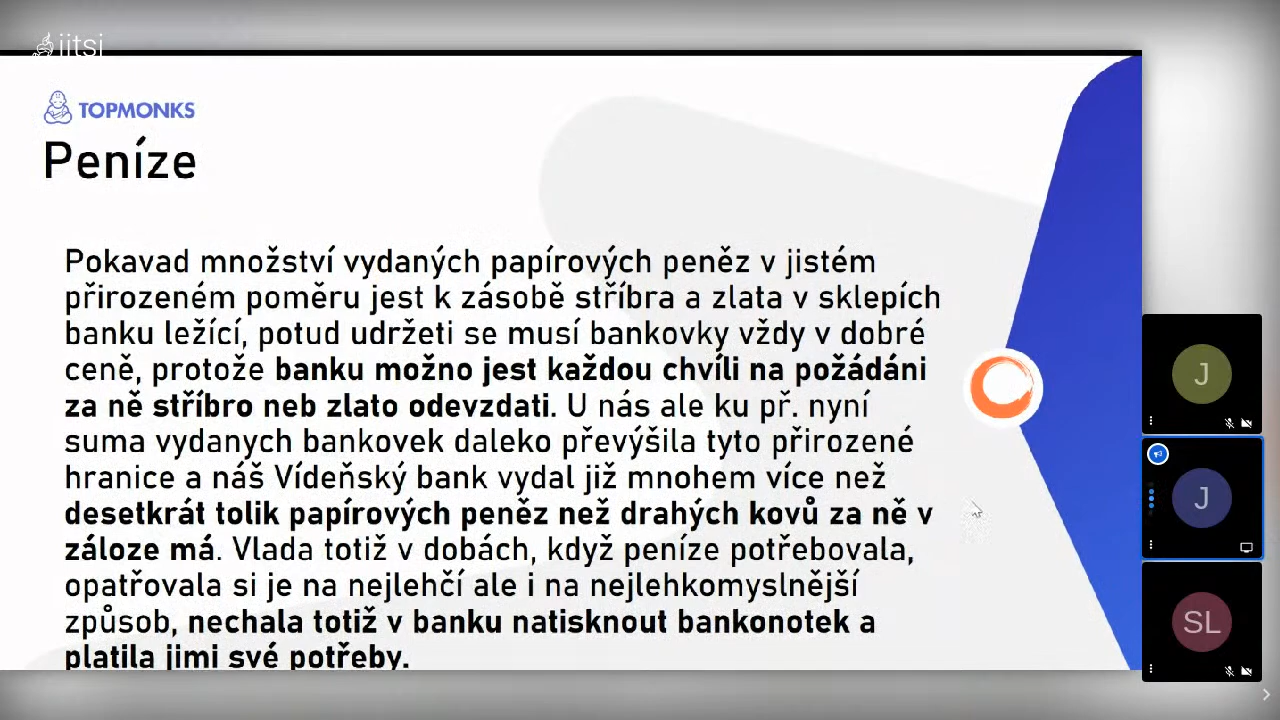 jitsi
TOPMONKS
Peníze
Pokavad množství vydaných papírových peněz v jistém
přirozeném poměru jest k zásobě stříbra a zlata v sklepích
banku ležící, potud udržeti se musí bankovky vždy v dobré
ceně, protože banku možno jest každou chvíli na požádáni
za ně stříbro neb zlato odevzdati. U nás ale ku př. nyní
suma vydanych bankovek daleko převýšila tyto přirozené
hranice a náš Vídeňský bank vydal již mnohem více než
desetkrát tolik papírových peněz než drahých kovů za ně v
záloze má. Vlada totiž v dobách, když peníze potřebovala,
opatřovala si je na nejlehčí ale i na nejlehkomyslnější
způsob, nechala totiž v banku natisknout bankonotek a
platila jimi své potřeby.
J
J
SL